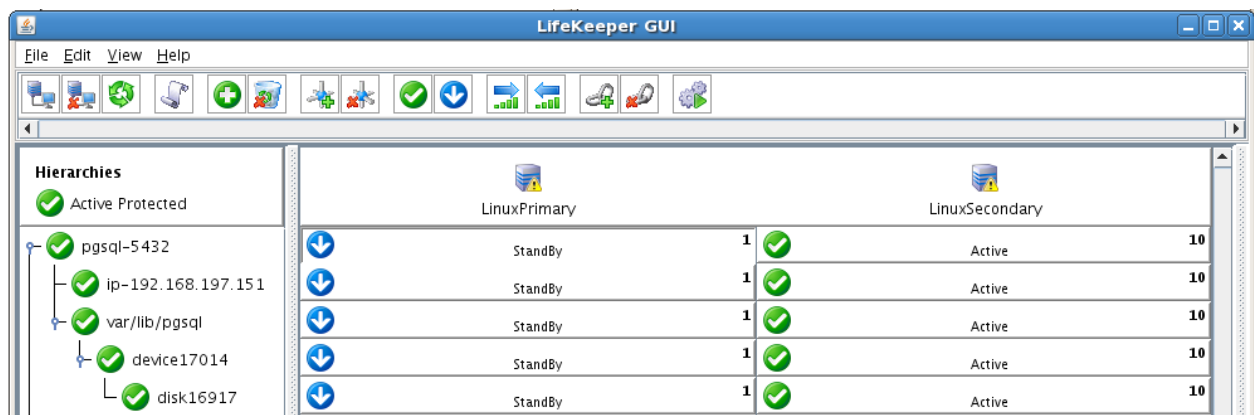 LifeKeeper GUI
File Edit View Help
Hierarchies
Active Protected
LinuxPrimary LinuxSecondary
pgsql-5432 StandBy 1 Active 10
ip-192.168.197.151 StandBy 1 Active 10
var/lib/pgsql StandBy 1 Active 10
device17014 StandBy 1 Active 10
disk16917 StandBy 1 Active 10